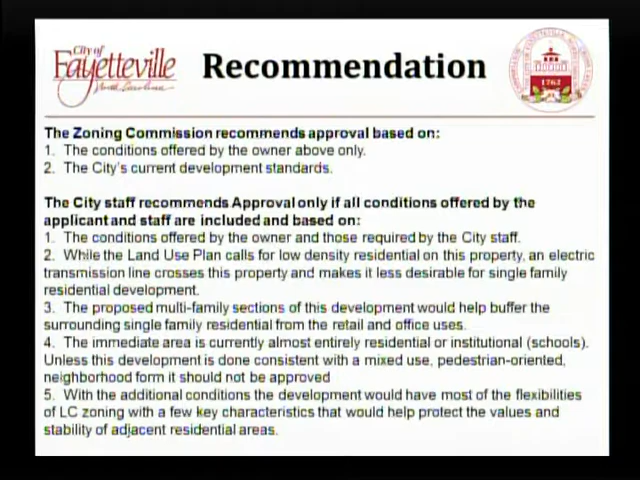 City of
Fayetteville
North Carolina
Recommendation
1762
The Zoning Commission recommends approval based on:
1. The conditions offered by the owner above only.
2. The City's current development standards.
The City staff recommends Approval only if all conditions offered by the
applicant and staff are included and based on:
1. The conditions offered by the owner and those required by the City staff.
2. While the Land Use Plan calls for low density residential on this property, an electric
transmission line crosses this property and makes it less desirable for single family
residential development.
3. The proposed multi-family sections of this development would help buffer the
surrounding single family residential from the retail and office uses.
4. The immediate area is currently almost entirely residential or institutional (schools).
Unless this development is done consistent with a mixed use, pedestrian-oriented,
neighborhood form it should not be approved
5. With the additional conditions the development would have most of the flexibilities
of LC zoning with a few key characteristics that would help protect the values and
stability of adjacent residential areas.